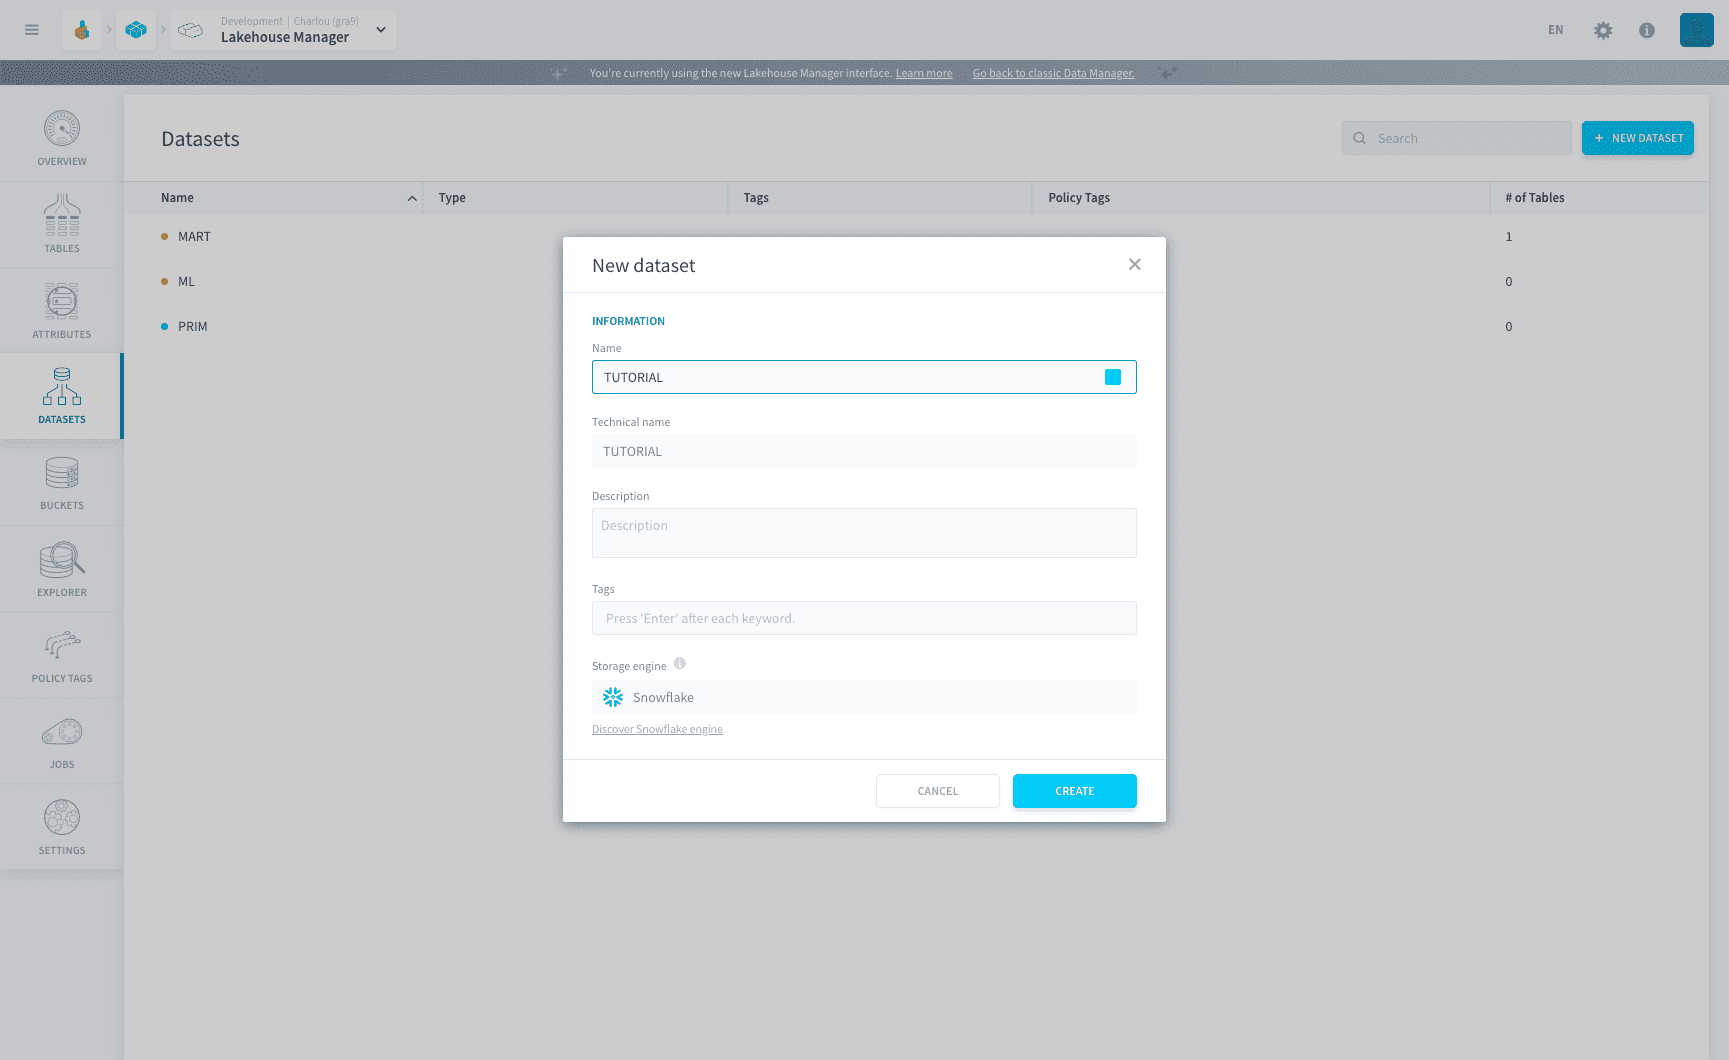 Development | Charlou (gra9)
Lakehouse Manager
EN
You're currently using the new Lakehouse Manager interface. Learn more Go back to classic Data Manager.
OVERVIEW
TABLES
ATTRIBUTES
DATASETS
BUCKETS
EXPLORER
POLICY TAGS
JOBS
SETTINGS
Datasets
Search
+ NEW DATASET
Name Type Tags Policy Tags # of Tables
MART 1
ML 0
PRIM 0
New dataset
INFORMATION
Name
TUTORIAL
Technical name
TUTORIAL
Description
Description
Tags
Press 'Enter' after each keyword.
Storage engine
Snowflake
Discover Snowflake engine
CANCEL
CREATE